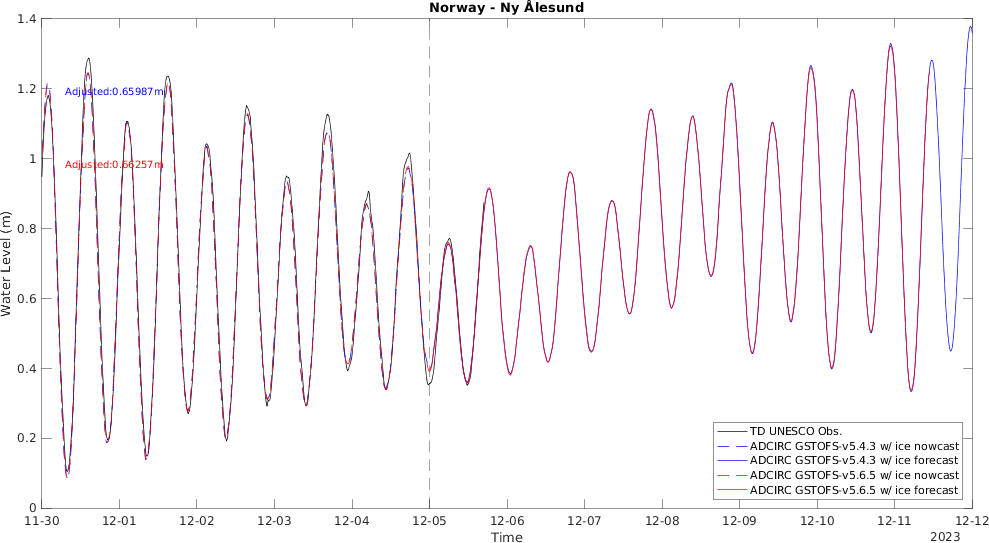 Norway - Ny Ålesund
1.4
1.2
1
0.8
0.6
0.4
0.2
0
Water Level (m)
Adjusted:0.65987m
Adjusted:0.66257m
TD UNESCO Obs.
ADCIRC GSTOFS-v5.4.3 w/ ice nowcast
ADCIRC GSTOFS-v5.4.3 w/ ice forecast
ADCIRC GSTOFS-v5.6.5 w/ ice nowcast
ADCIRC GSTOFS-v5.6.5 w/ ice forecast
11-30 12-01 12-02 12-03 12-04 12-05 12-06 12-07 12-08 12-09 12-10 12-11 12-12
Time
2023